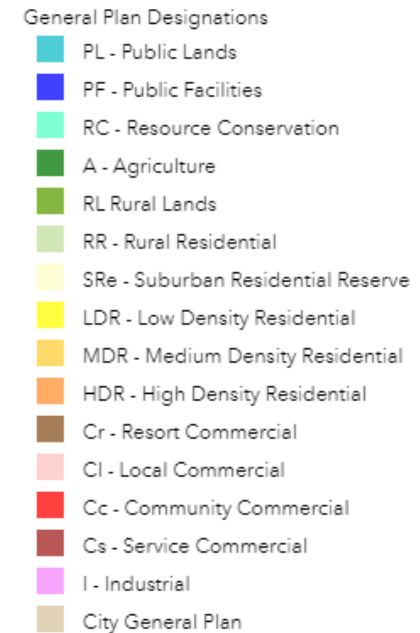 General Plan Designations
PL - Public Lands
PF - Public Facilities
RC - Resource Conservation
A - Agriculture
RL Rural Lands
RR - Rural Residential
SRe - Suburban Residential Reserve
LDR - Low Density Residential
MDR - Medium Density Residential
HDR - High Density Residential
Cr - Resort Commercial
Cl - Local Commercial
Cc - Community Commercial
Cs - Service Commercial
I - Industrial
City General Plan